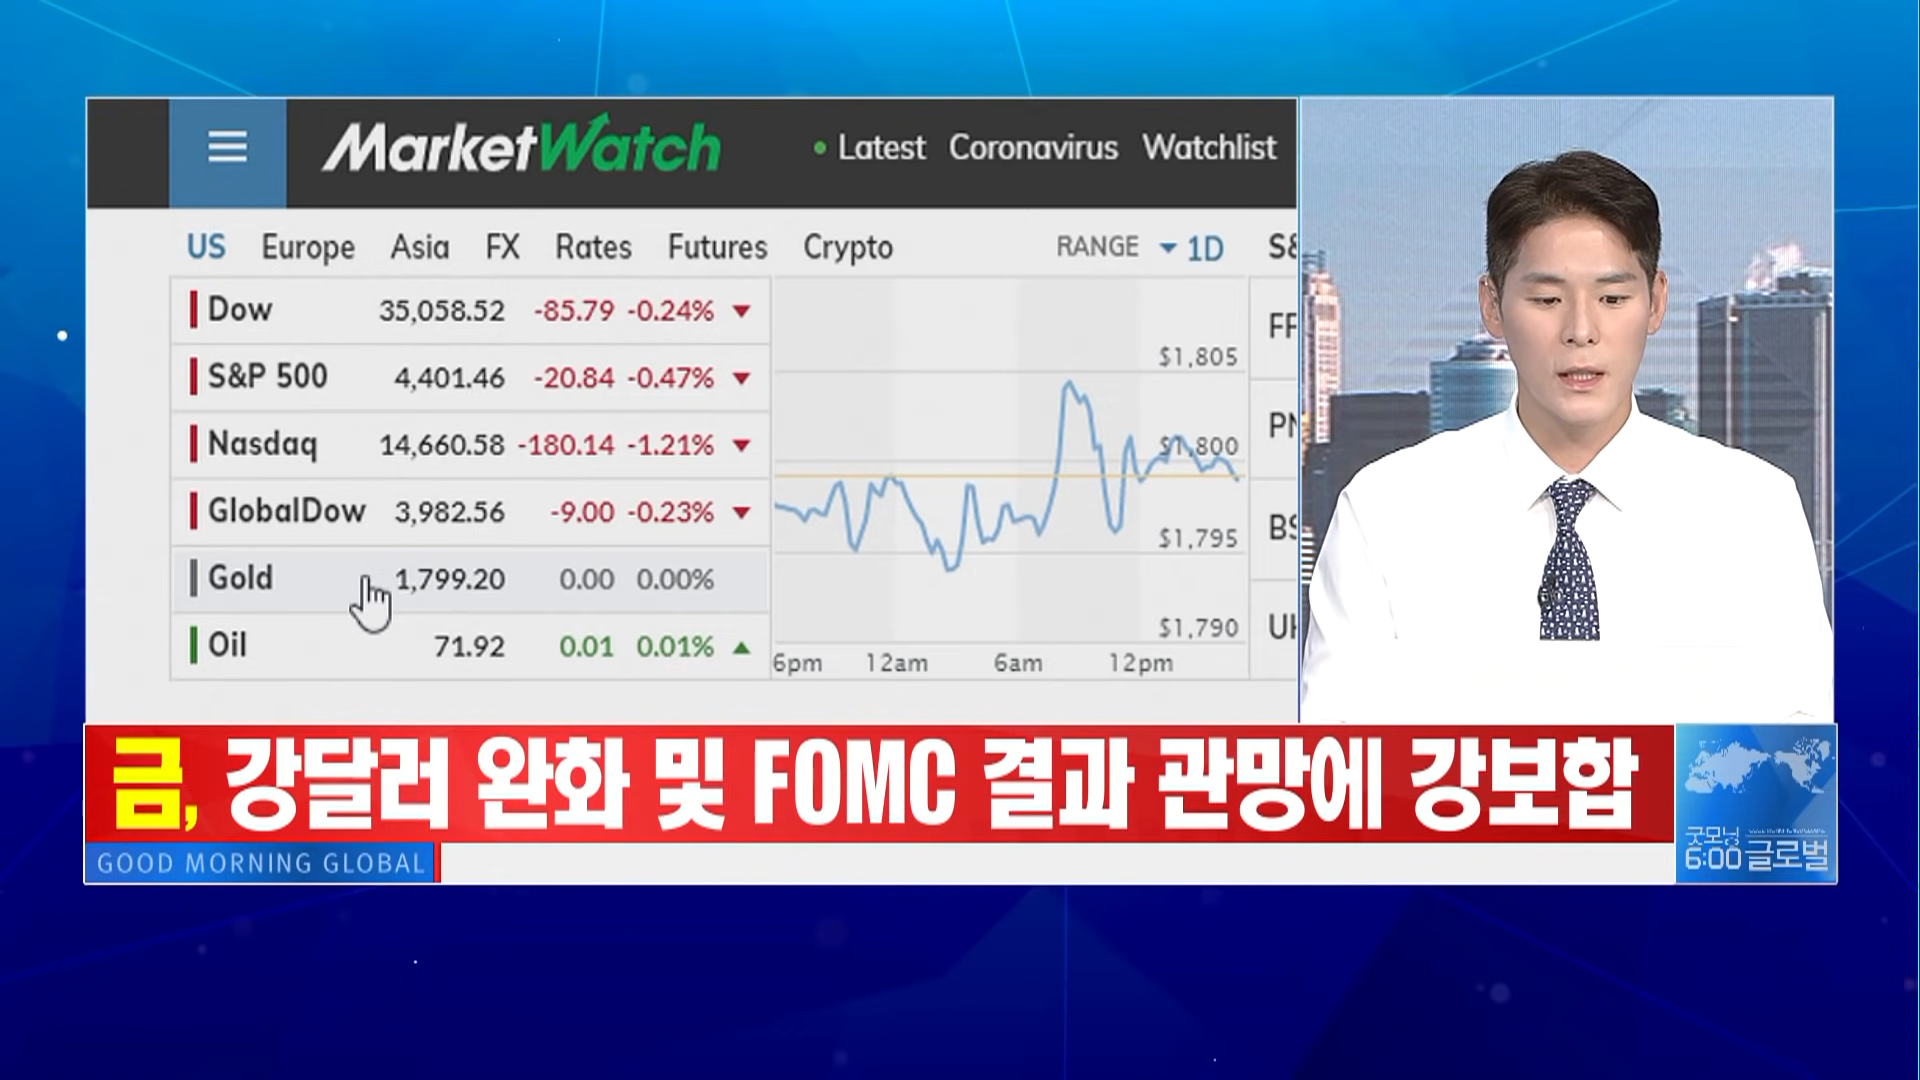 MarketWatch
Latest Coronavirus Watchlist
US Europe Asia FX Rates Futures Crypto RANGE 1D S&
Dow 35,058.52 -85.79 -0.24%
S&P 500 4,401.46 -20.84 -0.47%
Nasdaq 14,660.58 -180.14 -1.21%
GlobalDow 3,982.56 -9.00 -0.23%
Gold 1,799.20 0.00 0.00%
Oil 71.92 0.01 0.01%
$1,805
$1,800
$1,795
$1,790
6pm 12am 6am 12pm
FF
PN
BS
금, 강달러 완화 및 FOMC 결과 관망에 강보합
GOOD MORNING GLOBAL
굿모닝
6:00 글로벌